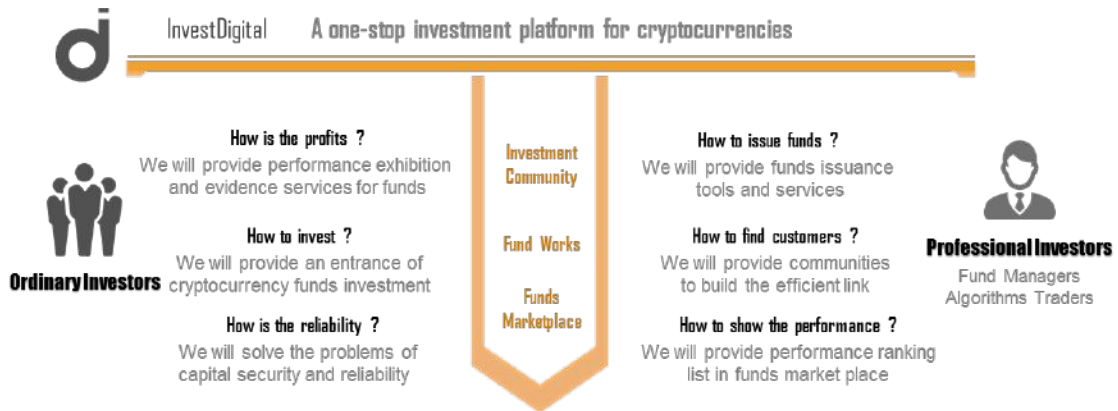 InvestDigital A one-stop investment platform for cryptocurrencies
How is the profits ?
We will provide performance exhibition
and evidence services for funds
How to invest ?
We will provide an entrance of
cryptocurrency funds investment
How is the reliability ?
We will solve the problems of
capital security and reliability
Ordinary Investors
Investment
Community
Fund Works
Funds
Marketplace
How to issue funds ?
We will provide funds issuance
tools and services
How to find customers ?
We will provide communities
to build the efficient link
How to show the performance ?
We will provide performance ranking
list in funds market place
Professional Investors
Fund Managers
Algorithms Traders